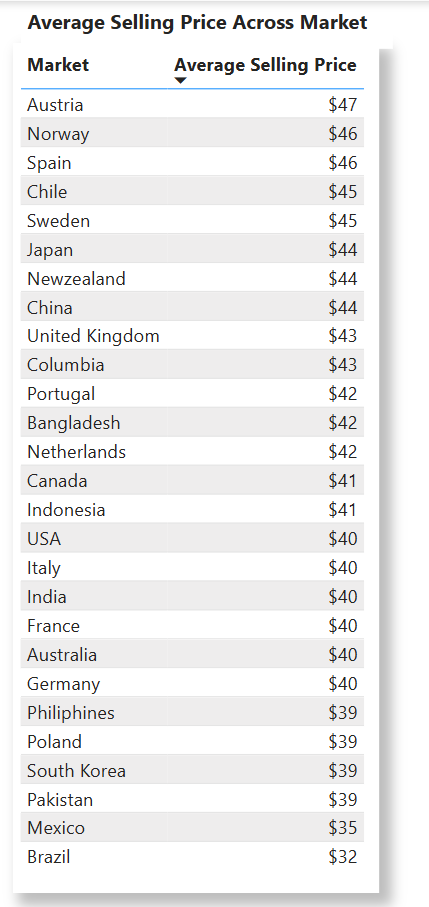 Average Selling Price Across Market
Market Average Selling Price
Austria $47
Norway $46
Spain $46
Chile $45
Sweden $45
Japan $44
Newzealand $44
China $44
United Kingdom $43
Columbia $43
Portugal $42
Bangladesh $42
Netherlands $42
Canada $41
Indonesia $41
USA $40
Italy $40
India $40
France $40
Australia $40
Germany $40
Philiphines $39
Poland $39
South Korea $39
Pakistan $39
Mexico $35
Brazil $32